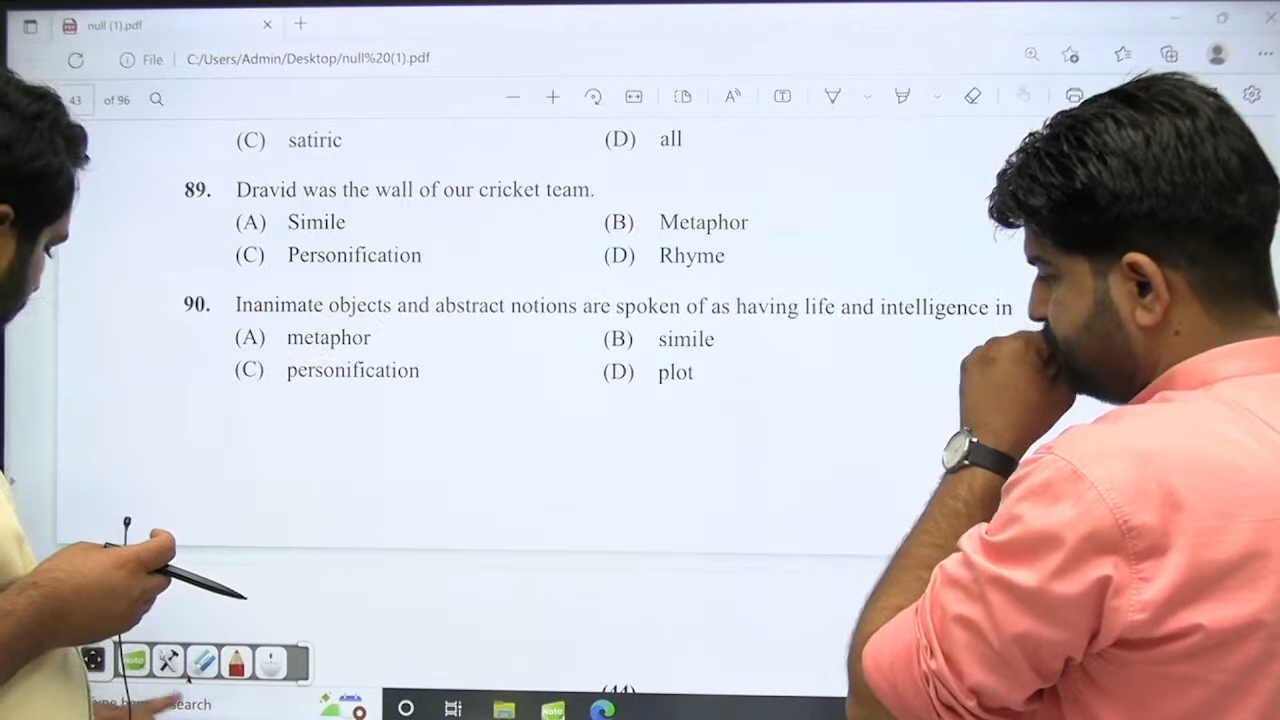 null (1).pdf
File
C:/Users/Admin/Desktop/null%20(1).pdf
43 of 96
(C) satiric (D) all
89. Dravid was the wall of our cricket team.
(A) Simile (B) Metaphor
(C) Personification (D) Rhyme
90. Inanimate objects and abstract notions are spoken of as having life and intelligence in
(A) metaphor (B) simile
(C) personification (D) plot
Note
search
Note